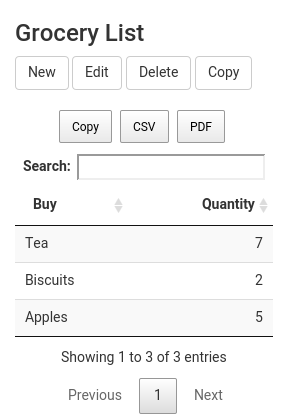 Grocery List
New Edit Delete Copy
Copy CSV PDF
Search:
Buy Quantity
Tea 7
Biscuits 2
Apples 5
Showing 1 to 3 of 3 entries
Previous 1 Next